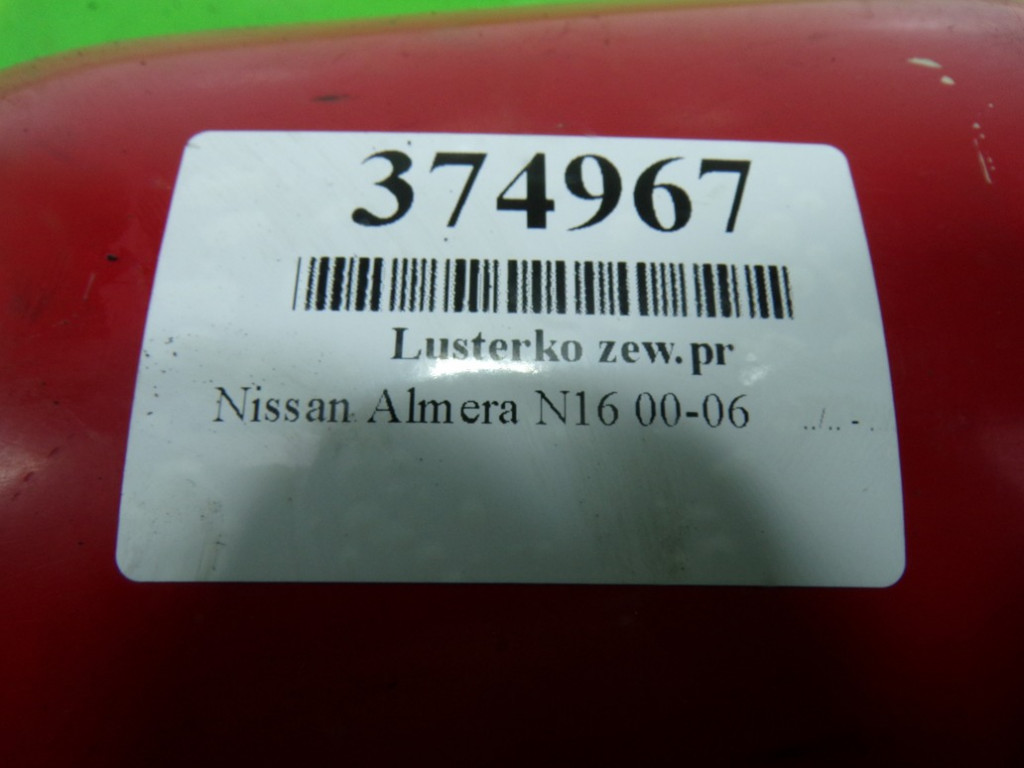 374967
Lusterko zew.pr
Nissan Almera N16 00-06 ../.. - .